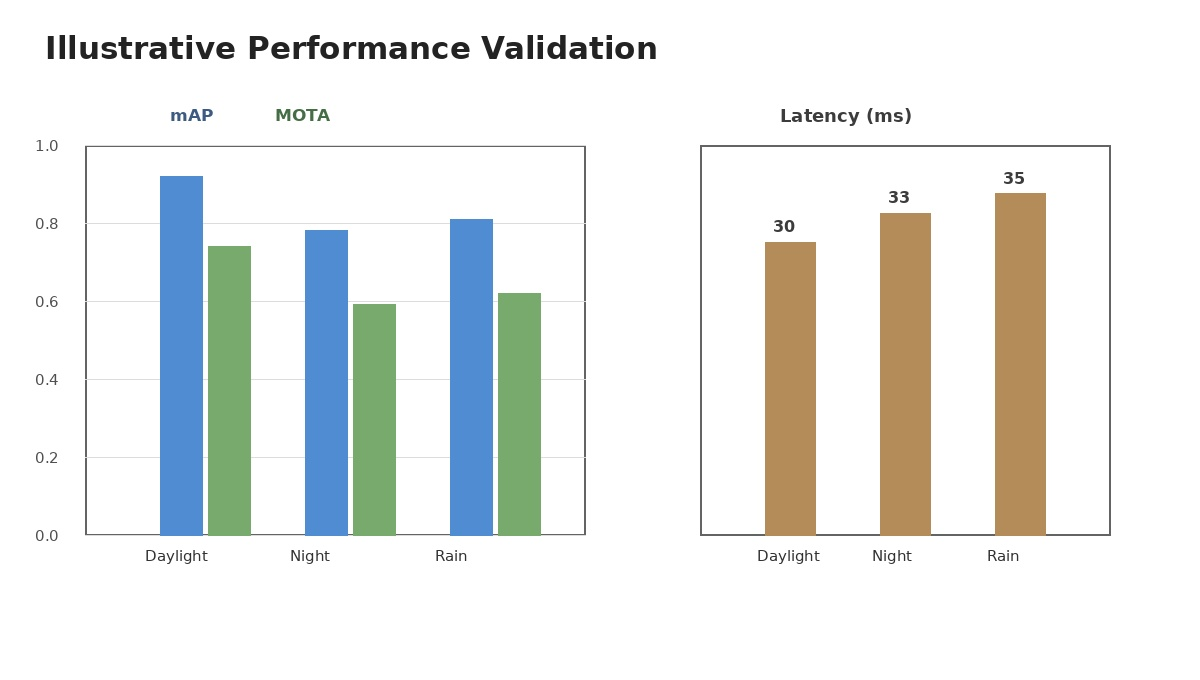 Illustrative Performance Validation
mAP MOTA
1.0
0.8
0.6
0.4
0.2
0.0
Daylight Night Rain
Latency (ms)
30
33
35
Daylight Night Rain